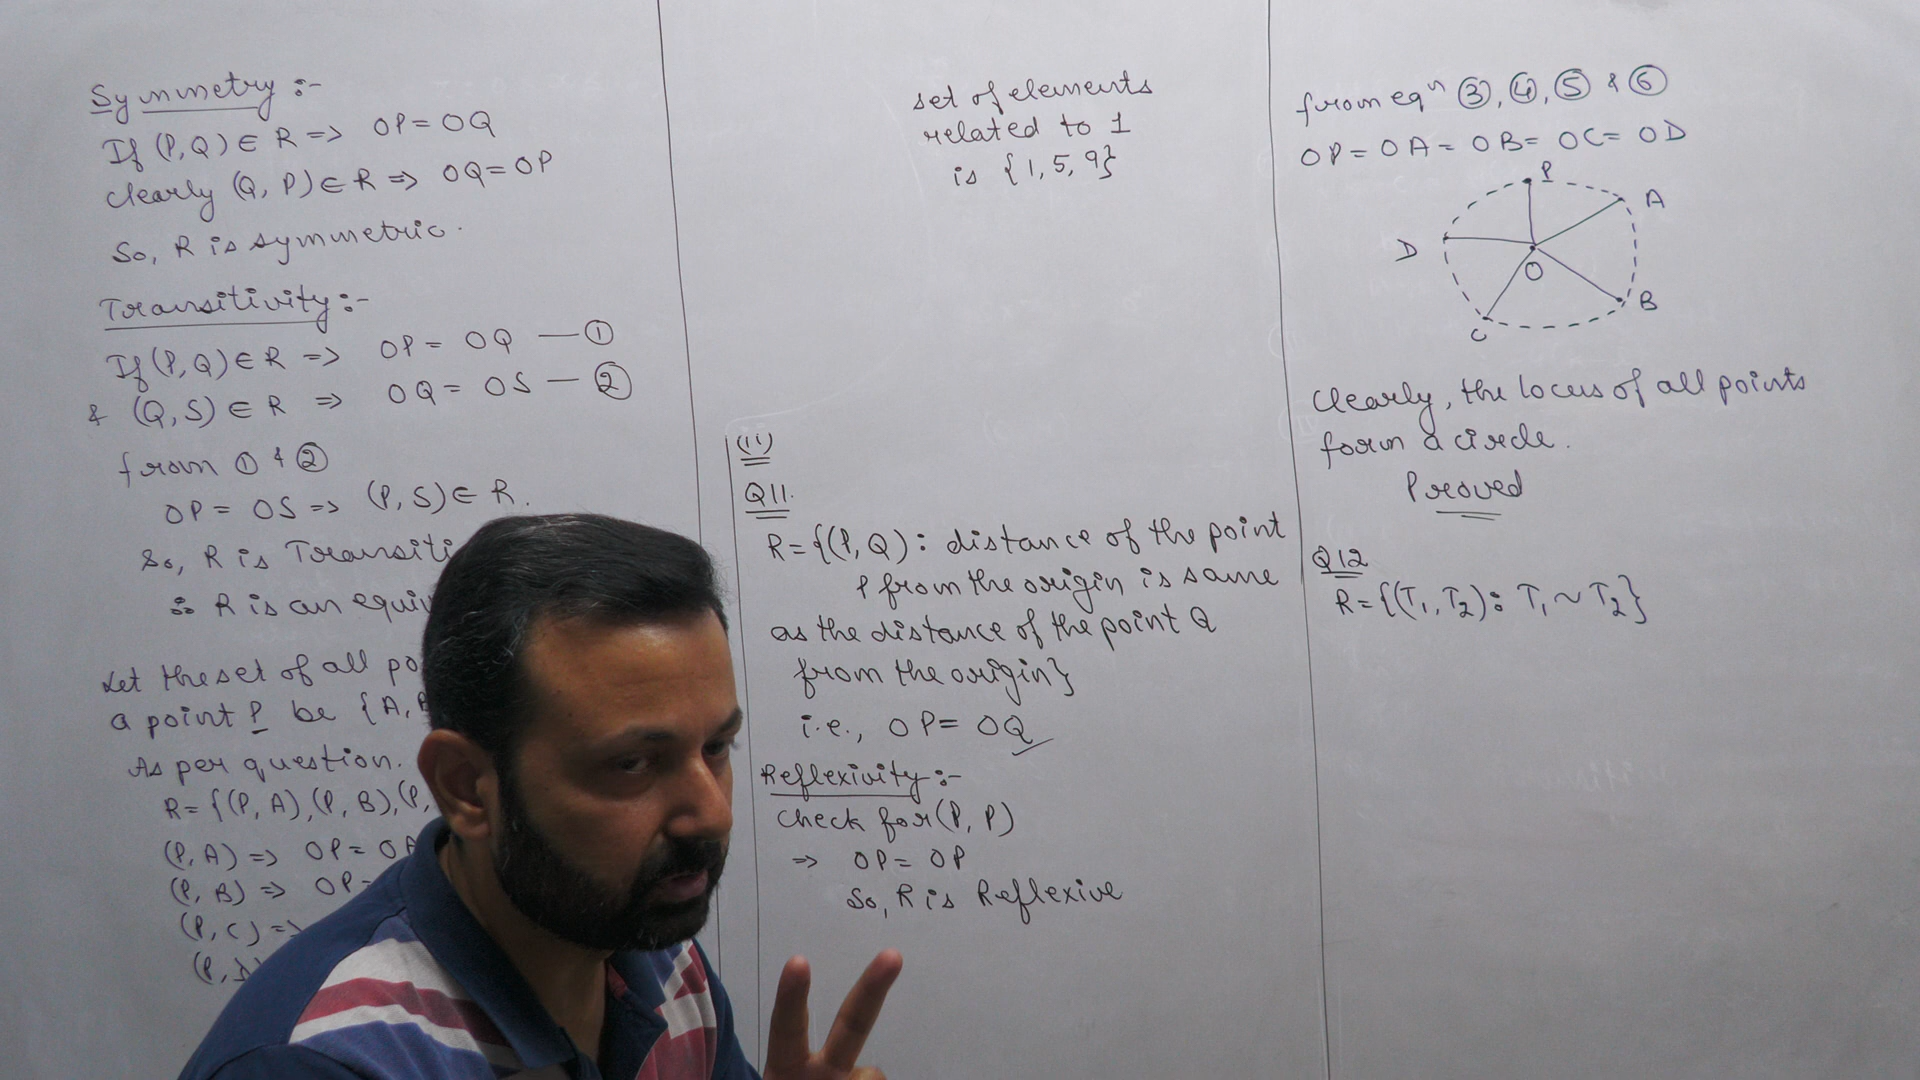 Symmetry :-
If (P,Q) ∈ R => OP = OQ
clearly (Q, P) ∈ R => OQ = OP
So, R is symmetric.
Transitivity :-
If (P,Q) ∈ R => OP = OQ — ①
& (Q,S) ∈ R => OQ = OS — ②
from ① & ②
OP = OS => (P,S) ∈ R.
So, R is
∴ R is an
Let the set of all
a point P be {A,
As per question.
R = {(P, A), (P, B), (P,
(P, A) => OP = OA
(P, B) => OP =
(P, C) =>
(P,
set of elements
related to 1
is {1, 5, 9}
(11)
Q11.
R = {(P, Q) : distance of the point
P from the origin is same
as the distance of the point Q
from the origin}
i.e., OP = OQ
Reflexivity :-
Check for (P, P)
=> OP = OP
So, R is Reflexive
from eqⁿ ③, ④, ⑤ & ⑥
OP = OA = OB = OC = OD
P
A
D
O
B
C
Clearly, the locus of all points
form a circle.
Proved
Q12
R = {(T₁, T₂) : T₁ ~ T₂}